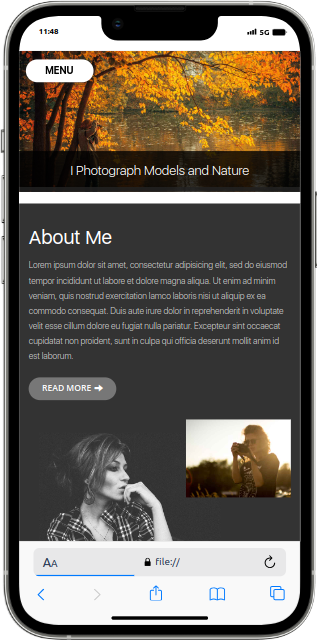 11:48
5G
MENU
I Photograph Models and Nature
About Me
Lorem ipsum dolor sit amet, consectetur adipisicing elit, sed do eiusmod
tempor incididunt ut labore et dolore magna aliqua. Ut enim ad minim
veniam, quis nostrud exercitation lamco laboris nisi ut aliquip ex ea
commodo consequat. Duis aute irure dolor in reprehenderit in voluptate
velit esse cillum dolore eu fugiat nulla pariatur. Excepteur sint occaecat
cupidatat non proident, sunt in culpa qui officia deserunt mollit anim id
est laborum.
READ MORE ➔
AA
file://